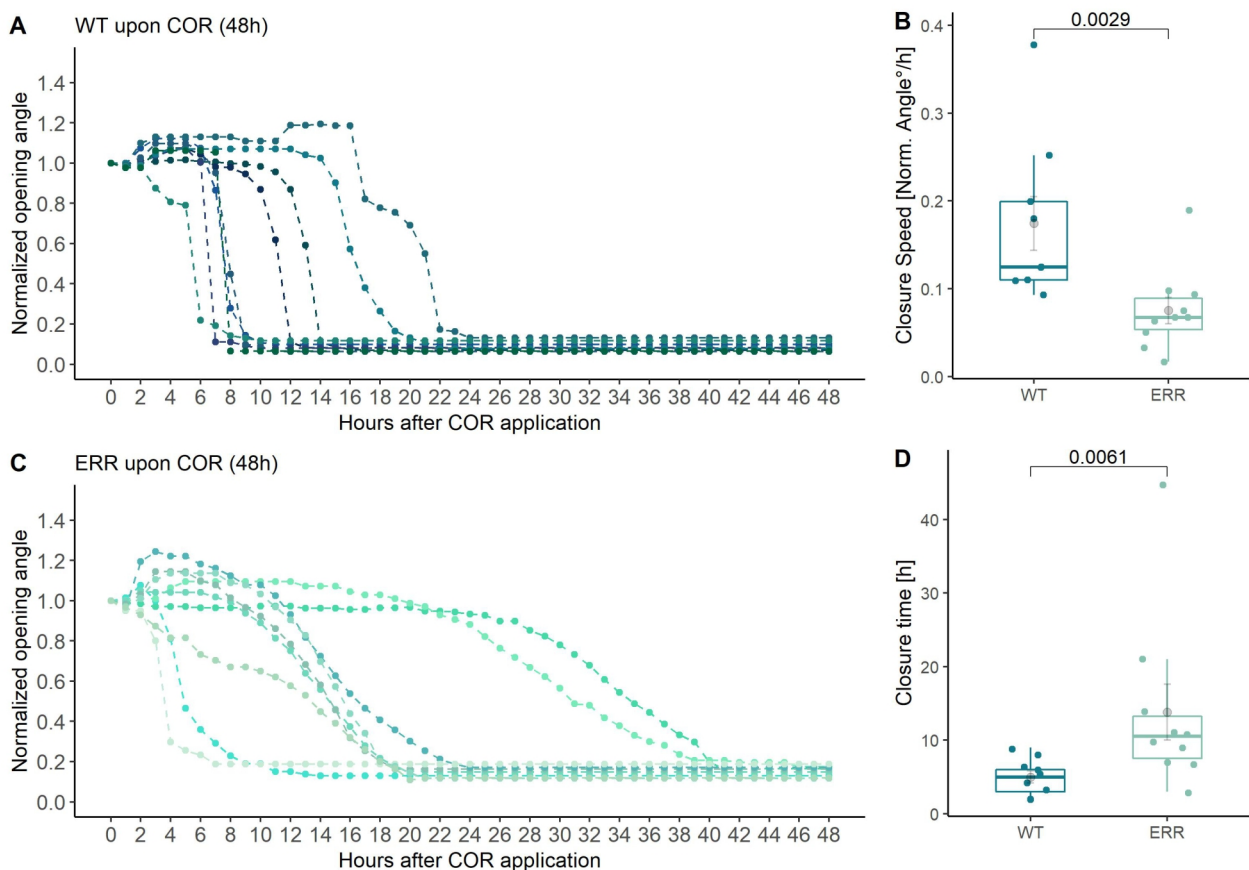 A
WT upon COR (48h)
Normalized opening angle
1.4
1.2
1.0
0.8
0.6
0.4
0.2
0.0
0 2 4 6 8 10 12 14 16 18 20 22 24 26 28 30 32 34 36 38 40 42 44 46 48
Hours after COR application
B
0.0029
Closure Speed [Norm. Angle°/h]
0.4
0.3
0.2
0.1
0.0
WT ERR
C
ERR upon COR (48h)
Normalized opening angle
1.4
1.2
1.0
0.8
0.6
0.4
0.2
0.0
0 2 4 6 8 10 12 14 16 18 20 22 24 26 28 30 32 34 36 38 40 42 44 46 48
Hours after COR application
D
0.0061
Closure time [h]
40
30
20
10
0
WT ERR